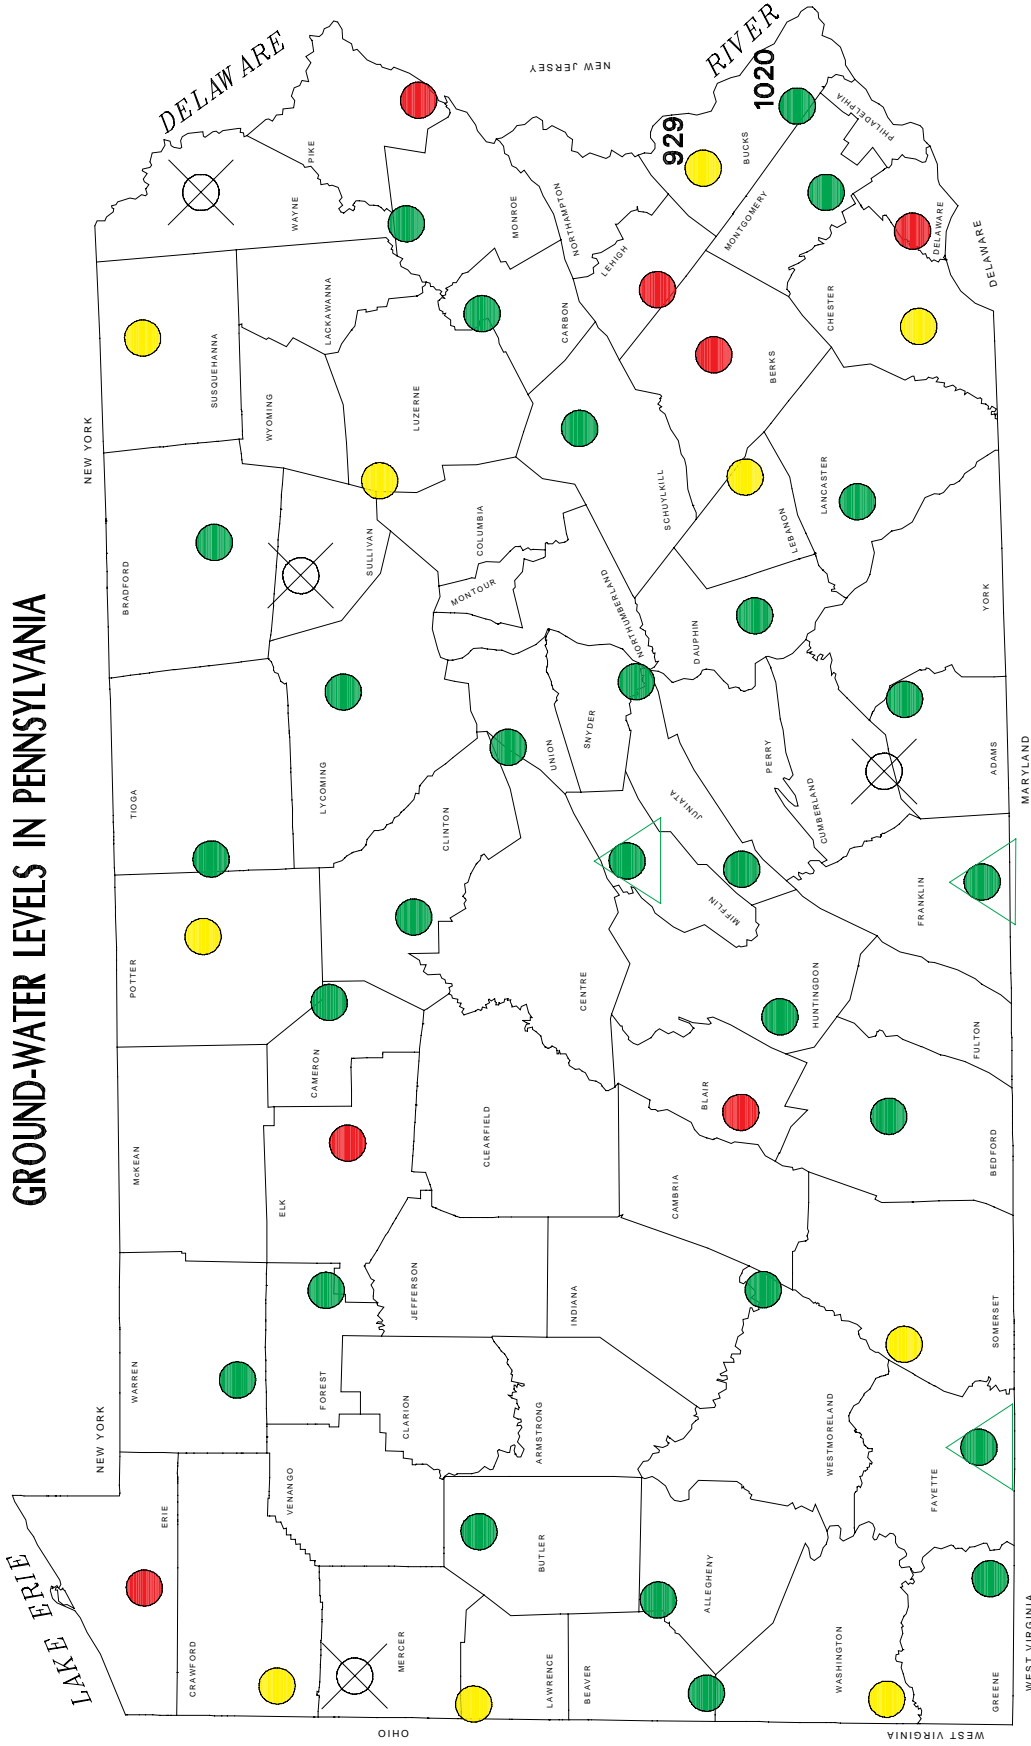 GROUND-WATER LEVELS IN PENNSYLVANIA
LAKE ERIE
NEW YORK
NEW YORK
DELAWARE
RIVER
NEW JERSEY
OHIO
WEST VIRGINIA
WEST VIRGINIA
MARYLAND
DELAWARE
ERIE
CRAWFORD
WARREN
McKEAN
POTTER
TIOGA
BRADFORD
SUSQUEHANNA
WAYNE
PIKE
MERCER
VENANGO
FOREST
ELK
CAMERON
LYCOMING
SULLIVAN
WYOMING
LACKAWANNA
LUZERNE
CLARION
JEFFERSON
CLINTON
COLUMBIA
MONTOUR
MONROE
LAWRENCE
BUTLER
ARMSTRONG
INDIANA
CLEARFIELD
CENTRE
UNION
SNYDER
NORTHUMBERLAND
CARBON
NORTHAMPTON
LEHIGH
SCHUYLKILL
BEAVER
ALLEGHENY
CAMBRIA
BLAIR
MIFFLIN
JUNIATA
PERRY
DAUPHIN
LEBANON
BERKS
BUCKS
929
1020
MONTGOMERY
PHILADELPHIA
WASHINGTON
WESTMORELAND
HUNTINGDON
CUMBERLAND
LANCASTER
CHESTER
DELAWARE
GREENE
FAYETTE
SOMERSET
BEDFORD
FULTON
FRANKLIN
ADAMS
YORK